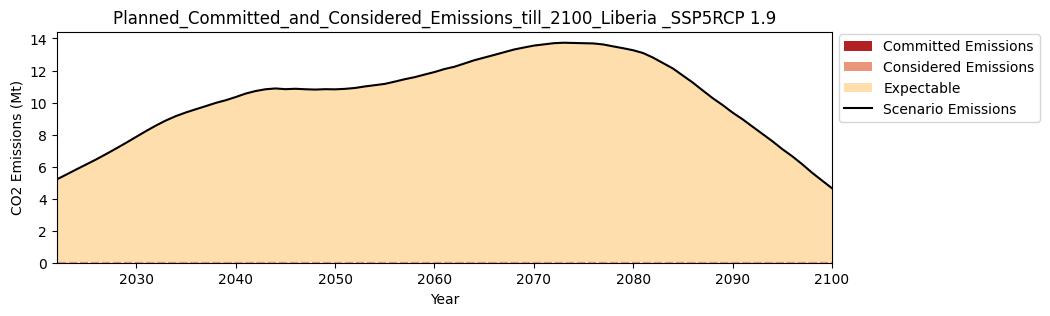 Planned_Committed_and_Considered_Emissions_till_2100_Liberia _SSP5RCP 1.9
14
12
10
8
6
4
2
0
CO2 Emissions (Mt)
2030 2040 2050 2060 2070 2080 2090 2100
Year
Committed Emissions
Considered Emissions
Expectable
Scenario Emissions